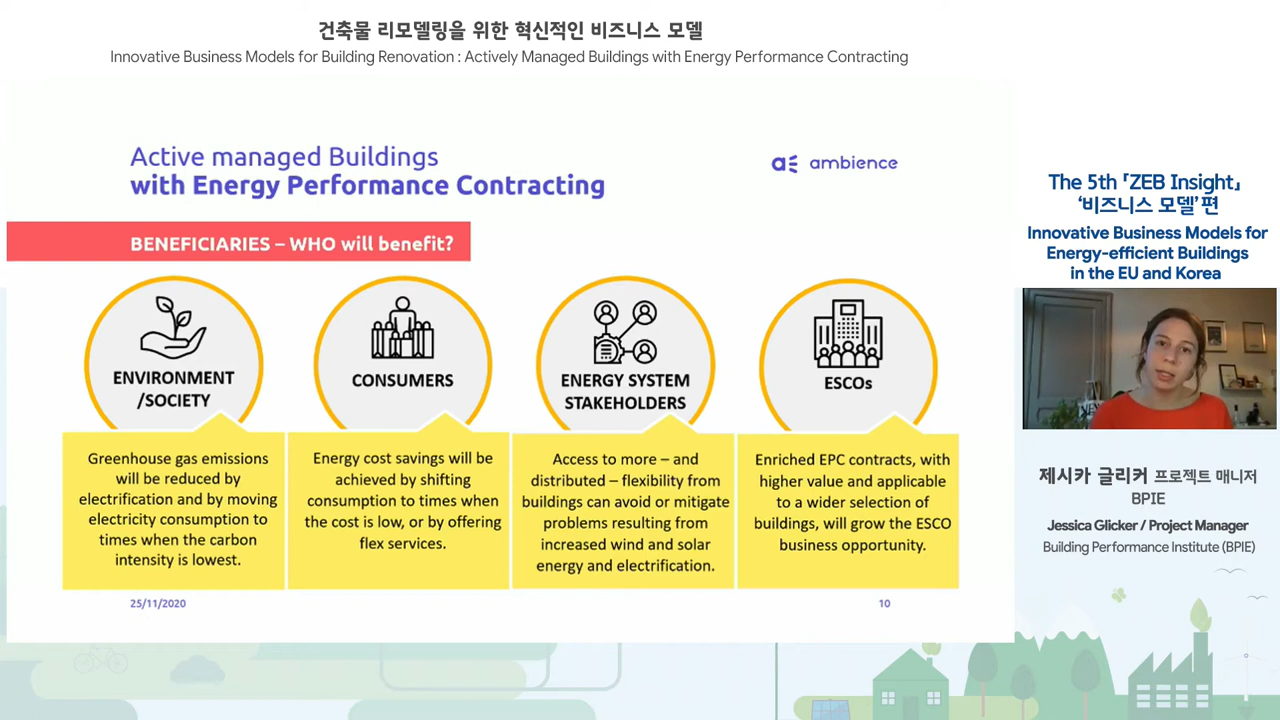 건축물 리모델링을 위한 혁신적인 비즈니스 모델
Innovative Business Models for Building Renovation : Actively Managed Buildings with Energy Performance Contracting
Active managed Buildings
with Energy Performance Contracting
ambience
BENEFICIARIES – WHO will benefit?
ENVIRONMENT
/SOCIETY
Greenhouse gas emissions
will be reduced by
electrification and by moving
electricity consumption to
times when the carbon
intensity is lowest.
CONSUMERS
Energy cost savings will be
achieved by shifting
consumption to times when
the cost is low, or by offering
flex services.
ENERGY SYSTEM
STAKEHOLDERS
Access to more – and
distributed – flexibility from
buildings can avoid or mitigate
problems resulting from
increased wind and solar
energy and electrification.
ESCOs
Enriched EPC contracts, with
higher value and applicable
to a wider selection of
buildings, will grow the ESCO
business opportunity.
25/11/2020
10
The 5th「ZEB Insight」
‘비즈니스 모델’편
Innovative Business Models for
Energy-efficient Buildings
in the EU and Korea
제시카 글리커 프로젝트 매니저
BPIE
Jessica Glicker / Project Manager
Building Performance Institute (BPIE)